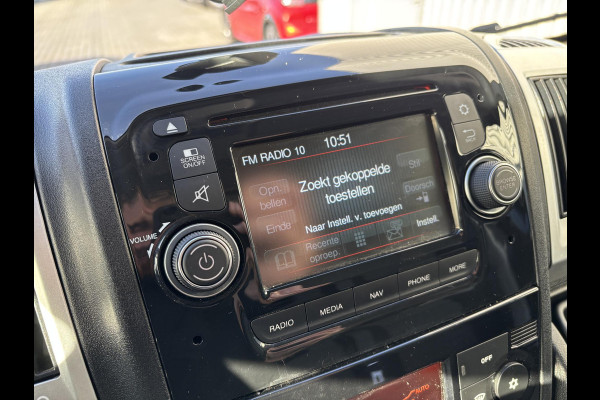 SCREEN
ON/OFF
VOLUME
FM RADIO 10 10:51
Opn.
bellen
Zoekt gekoppelde
toestellen
Stil
Doorsch.
Einde
Naar Instell. v. toevoegen
Recente
oproep.
Instell.
RADIO
MEDIA
NAV
PHONE
MORE
BROWSE
ENTER
OFF
AUTO